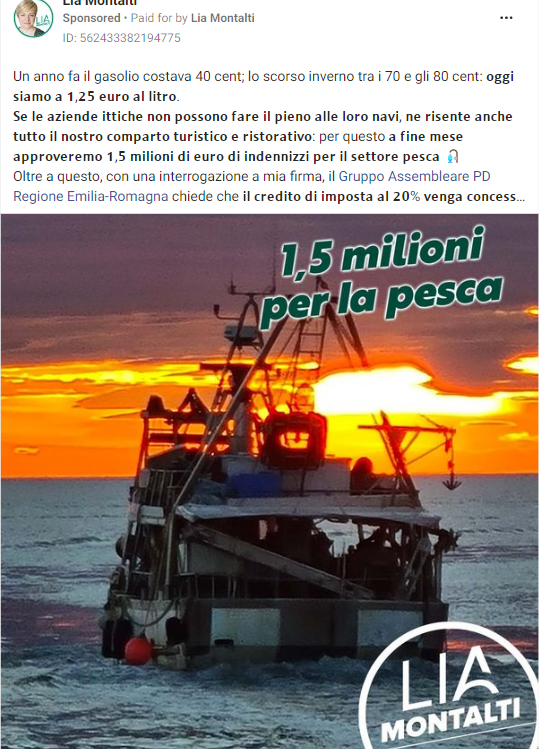 Lia Montalti
Sponsored • Paid for by Lia Montalti
ID: 562433382194775
LIA
Un anno fa il gasolio costava 40 cent; lo scorso inverno tra i 70 e gli 80 cent: oggi
siamo a 1,25 euro al litro.
Se le aziende ittiche non possono fare il pieno alle loro navi, ne risente anche
tutto il nostro comparto turistico e ristorativo: per questo a fine mese
approveremo 1,5 milioni di euro di indennizzi per il settore pesca
Oltre a questo, con una interrogazione a mia firma, il Gruppo Assembleare PD
Regione Emilia-Romagna chiede che il credito di imposta al 20% venga concess...
1,5 milioni
per la pesca
LIA
MONTALTI